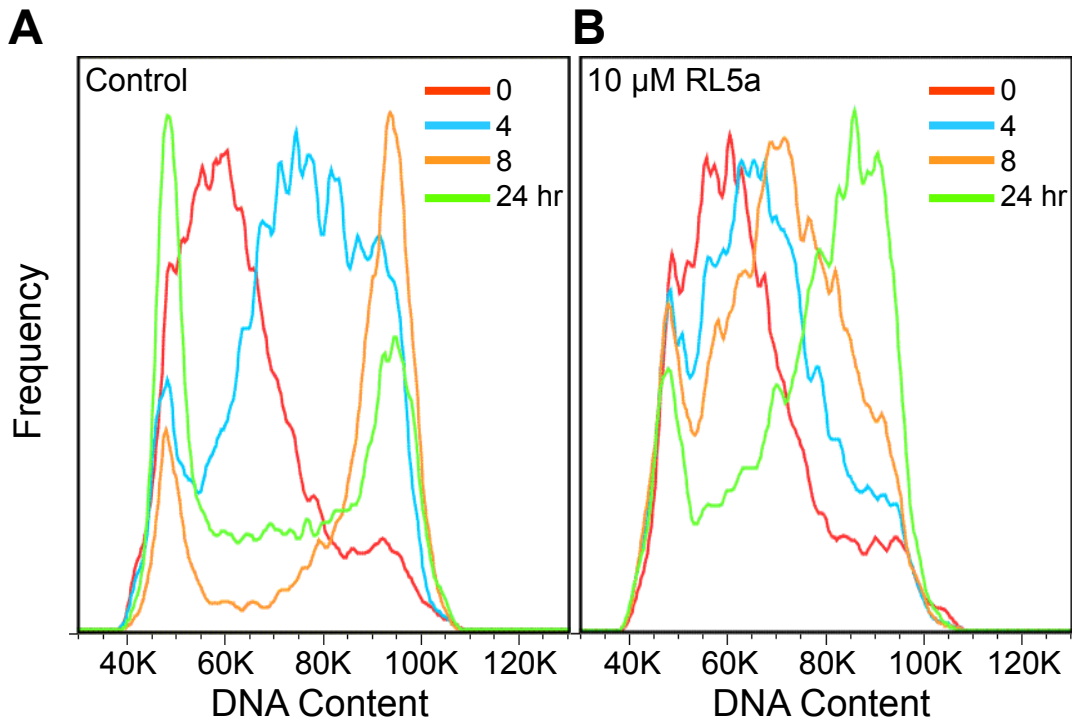 A
B
Control
0
4
8
24 hr
10 µM RL5a
0
4
8
24 hr
Frequency
40K 60K 80K 100K 120K
40K 60K 80K 100K 120K
DNA Content
DNA Content